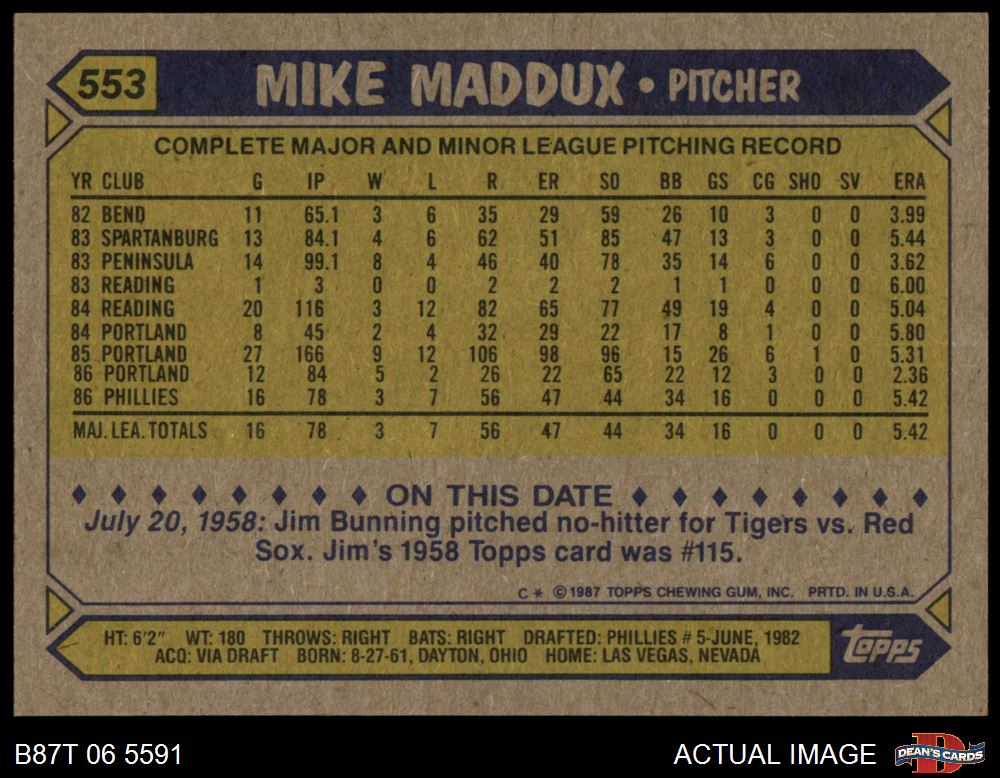 553 MIKE MADDUX • PITCHER
COMPLETE MAJOR AND MINOR LEAGUE PITCHING RECORD
YR CLUB G IP W L R ER SO BB GS CG SHO SV ERA
82 BEND 11 65.1 3 6 35 29 59 26 10 3 0 0 3.99
83 SPARTANBURG 13 84.1 4 6 62 51 85 47 13 3 0 0 5.44
83 PENINSULA 14 99.1 8 4 46 40 78 35 14 6 0 0 3.62
83 READING 1 3 0 0 2 2 2 1 1 0 0 0 6.00
84 READING 20 116 3 12 82 65 77 49 19 4 0 0 5.04
84 PORTLAND 8 45 2 4 32 29 22 17 8 1 0 0 5.80
85 PORTLAND 27 166 9 12 106 98 96 15 26 6 1 0 5.31
86 PORTLAND 12 84 5 2 26 22 65 22 12 3 0 0 2.36
86 PHILLIES 16 78 3 7 56 47 44 34 16 0 0 0 5.42
MAJ. LEA. TOTALS 16 78 3 7 56 47 44 34 16 0 0 0 5.42
ON THIS DATE
July 20, 1958: Jim Bunning pitched no-hitter for Tigers vs. Red
Sox. Jim's 1958 Topps card was #115.
C * © 1987 TOPPS CHEWING GUM, INC. PRTD. IN U.S.A.
HT: 6'2" WT: 180 THROWS: RIGHT BATS: RIGHT DRAFTED: PHILLIES # 5-JUNE, 1982
ACQ: VIA DRAFT BORN: 8-27-61, DAYTON, OHIO HOME: LAS VEGAS, NEVADA
topps
B87T 06 5591
ACTUAL IMAGE
DEAN'S CARDS